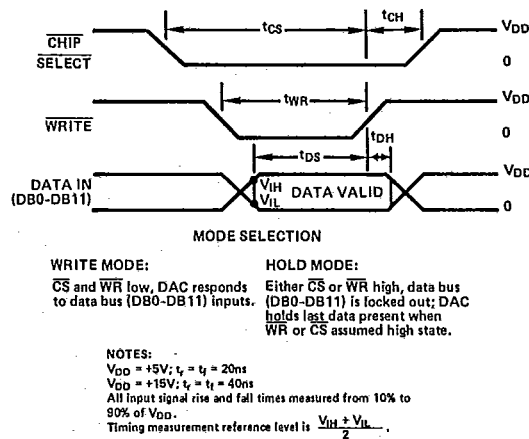 tCS
tCH
VDD
CHIP
SELECT
0
tWR
VDD
WRITE
tDH
0
tDS
VDD
DATA IN
(DB0-DB11)
VIH
VIL
DATA VALID
0
MODE SELECTION
WRITE MODE:
CS and WR low, DAC responds
to data bus (DB0-DB11) inputs.
HOLD MODE:
Either CS or WR high, data bus
(DB0-DB11) is locked out; DAC
holds last data present when
WR or CS assumed high state.
NOTES:
VDD = +5V; tr = tf = 20ns
VDD = +15V; tr = tf = 40ns
All input signal rise and fall times measured from 10% to
90% of VDD.
Timing measurement reference level is VIH + VIL / 2 .